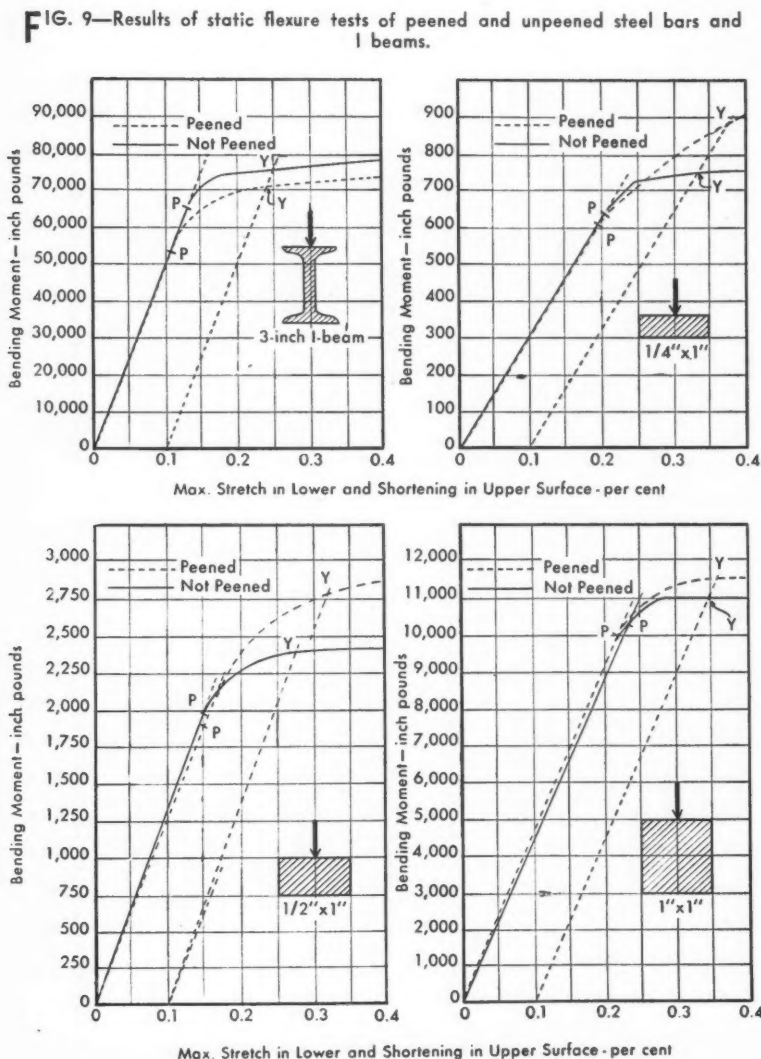 FIG. 9—Results of static flexure tests of peened and unpeened steel bars and
I beams.
Bending Moment — inch pounds
90,000
80,000
70,000
60,000
50,000
40,000
30,000
20,000
10,000
0
Peened
Not Peened
Y
P
Y
P
3-inch I-beam
0 0.1 0.2 0.3 0.4
Bending Moment — inch pounds
900
800
700
600
500
400
300
200
100
0
Peened
Not Peened
Y
Y
P
P
1/4"x1"
0 0.1 0.2 0.3 0.4
Max. Stretch in Lower and Shortening in Upper Surface - per cent
Bending Moment — inch pounds
3,000
2,750
2,500
2,250
2,000
1,750
1,500
1,250
1,000
750
500
250
0
Peened
Not Peened
Y
Y
P
P
1/2"x1"
0 0.1 0.2 0.3 0.4
Bending Moment — inch pounds
12,000
11,000
10,000
9,000
8,000
7,000
6,000
5,000
4,000
3,000
2,000
1,000
0
Peened
Not Peened
Y
P P
Y
1"x1"
0 0.1 0.2 0.3 0.4
Max. Stretch in Lower and Shortening in Upper Surface - per cent